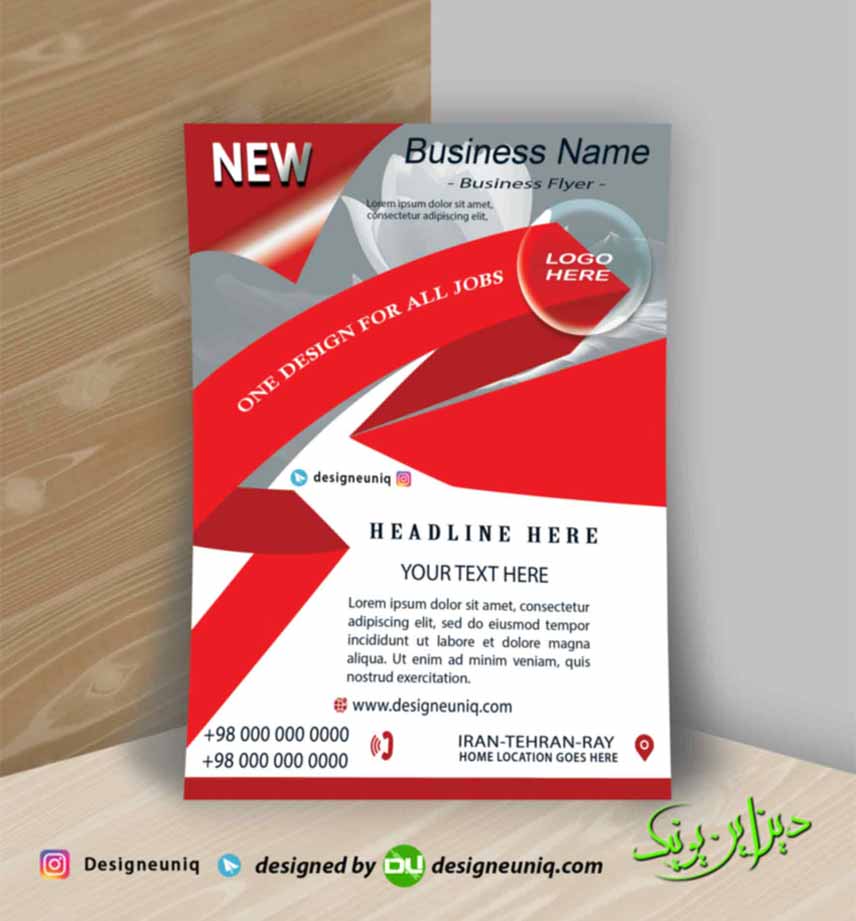 NEW
Business Name
- Business Flyer -
Lorem ipsum dolor sit amet,
consectetur adipiscing elit,
LOGO
HERE
ONE DESIGN FOR ALL JOBS
designeuniq
HEADLINE HERE
YOUR TEXT HERE
Lorem ipsum dolor sit amet, consectetur
adipiscing elit, sed do eiusmod tempor
incididunt ut labore et dolore magna
aliqua. Ut enim ad minim veniam, quis
nostrud exercitation.
www.designeuniq.com
+98 000 000 0000
+98 000 000 0000
IRAN-TEHRAN-RAY
HOME LOCATION GOES HERE
دیزاین یونیک
Designeuniq
designed by DU designeuniq.com